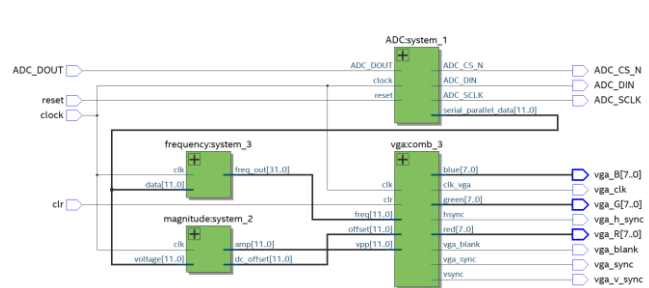 ADC:system_1
ADC_DOUT ADC_DOUT ADC_CS_N ADC_CS_N
clock ADC_DIN ADC_DIN
reset reset ADC_SCLK ADC_SCLK
clock serial_parallel_data[11..0]
frequency:system_3 vga:comb_3
clk freq_out[31..0] blue[7..0] vga_B[7..0]
data[11..0] clk clk_vga vga_clk
clr clr green[7..0] vga_G[7..0]
magnitude:system_2 freq[11..0] hsync vga_h_sync
offset[11..0] red[7..0] vga_R[7..0]
clk amp[11..0] vpp[11..0] vga_blank vga_blank
voltage[11..0] dc_offset[11..0] vga_sync vga_sync
vsync vga_v_sync